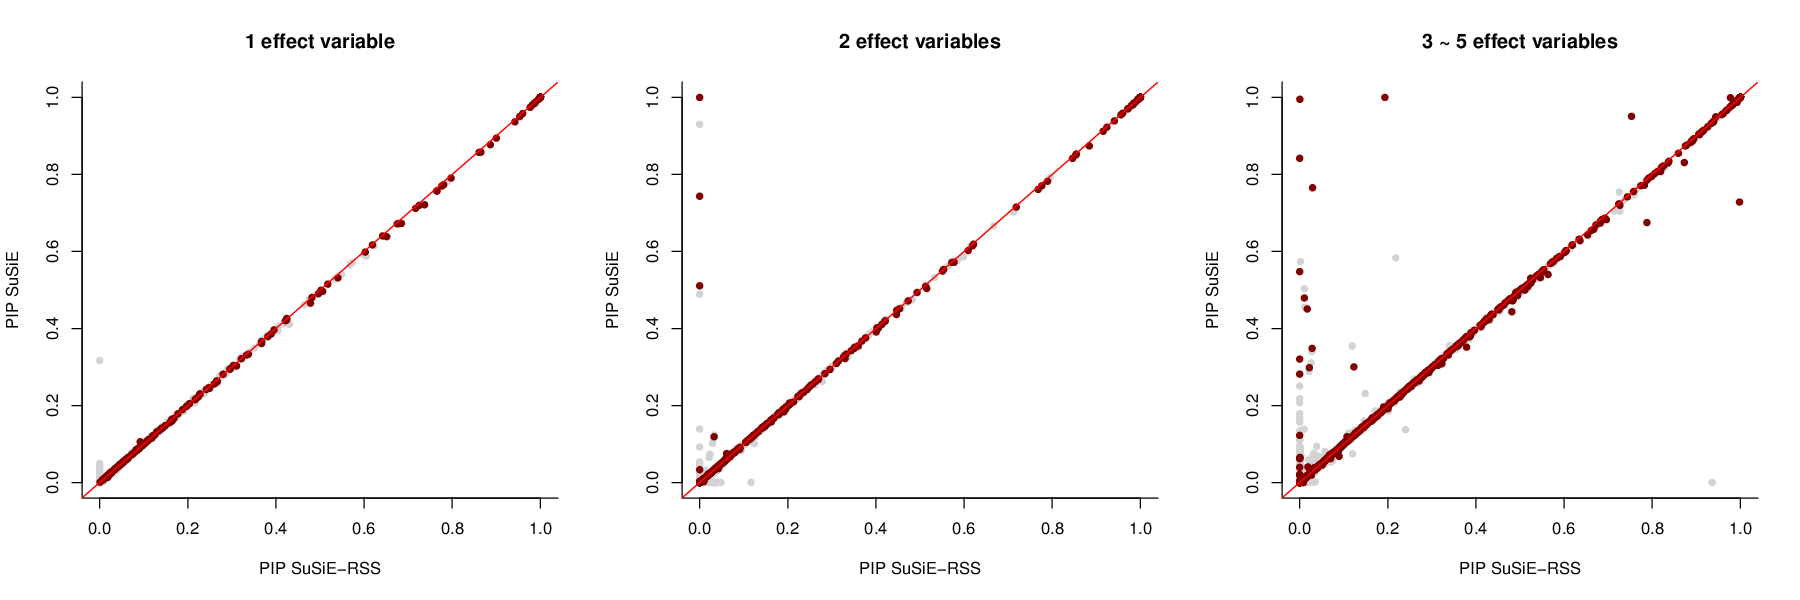 1 effect variable
PIP SuSiE
1.0
0.8
0.6
0.4
0.2
0.0
0.0 0.2 0.4 0.6 0.8 1.0
PIP SuSiE−RSS
2 effect variables
PIP SuSiE
1.0
0.8
0.6
0.4
0.2
0.0
0.0 0.2 0.4 0.6 0.8 1.0
PIP SuSiE−RSS
3 ~ 5 effect variables
PIP SuSiE
1.0
0.8
0.6
0.4
0.2
0.0
0.0 0.2 0.4 0.6 0.8 1.0
PIP SuSiE−RSS